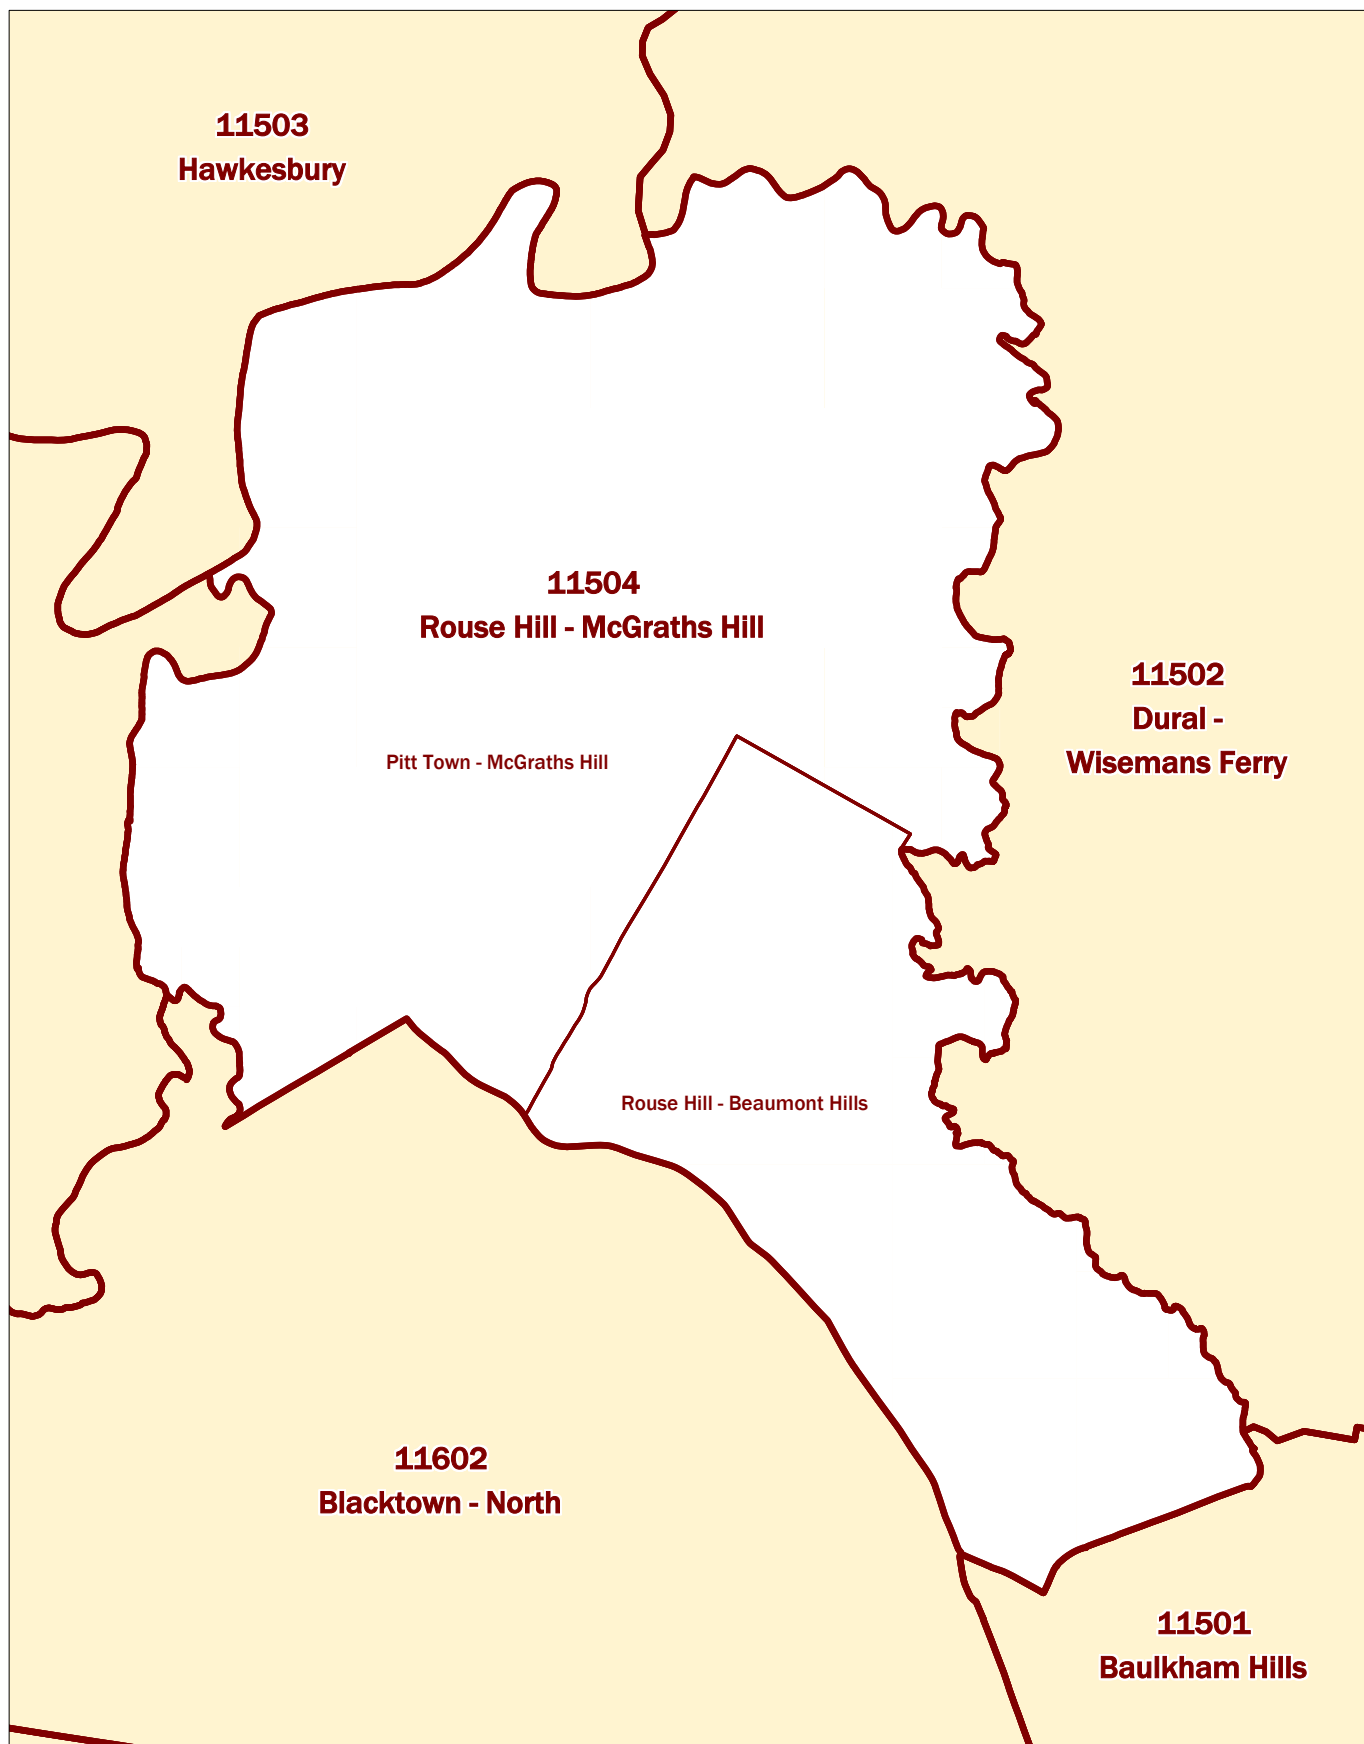 11503
Hawkesbury
11504
Rouse Hill - McGraths Hill
11502
Dural -
Wisemans Ferry
Pitt Town - McGraths Hill
Rouse Hill - Beaumont Hills
11602
Blacktown - North
11501
Baulkham Hills